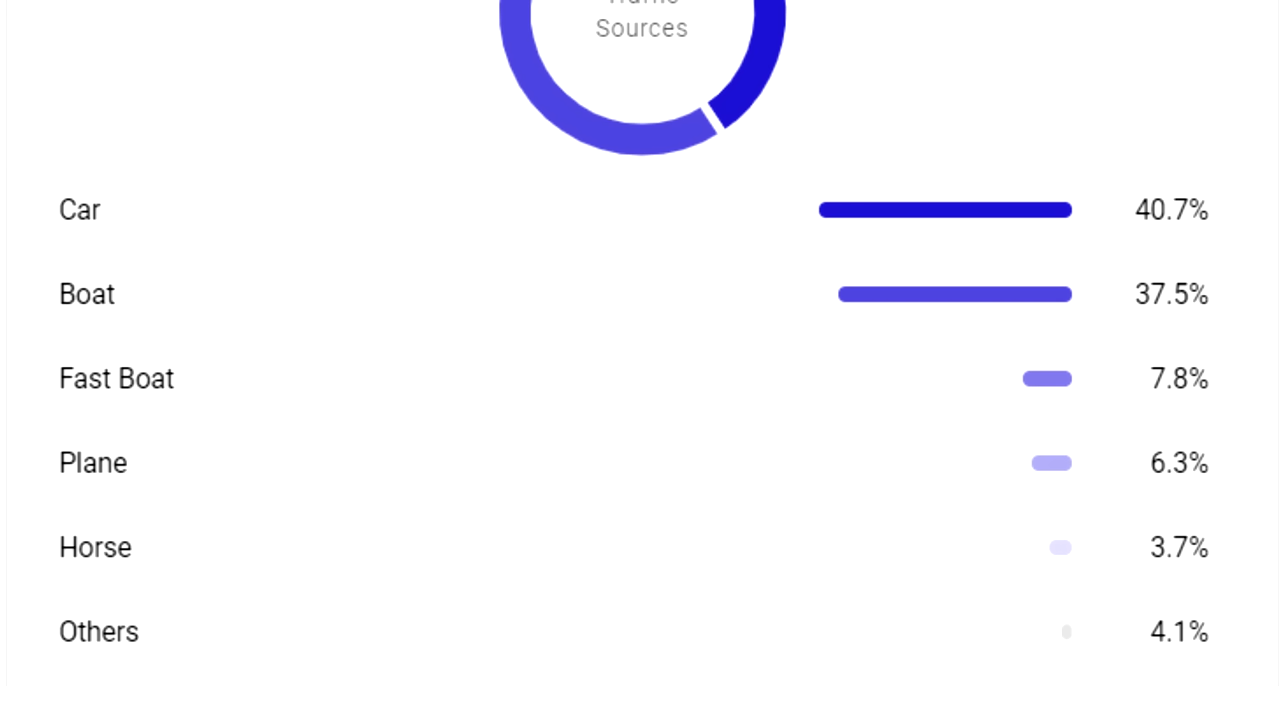 Sources
Car 40.7%
Boat 37.5%
Fast Boat 7.8%
Plane 6.3%
Horse 3.7%
Others 4.1%